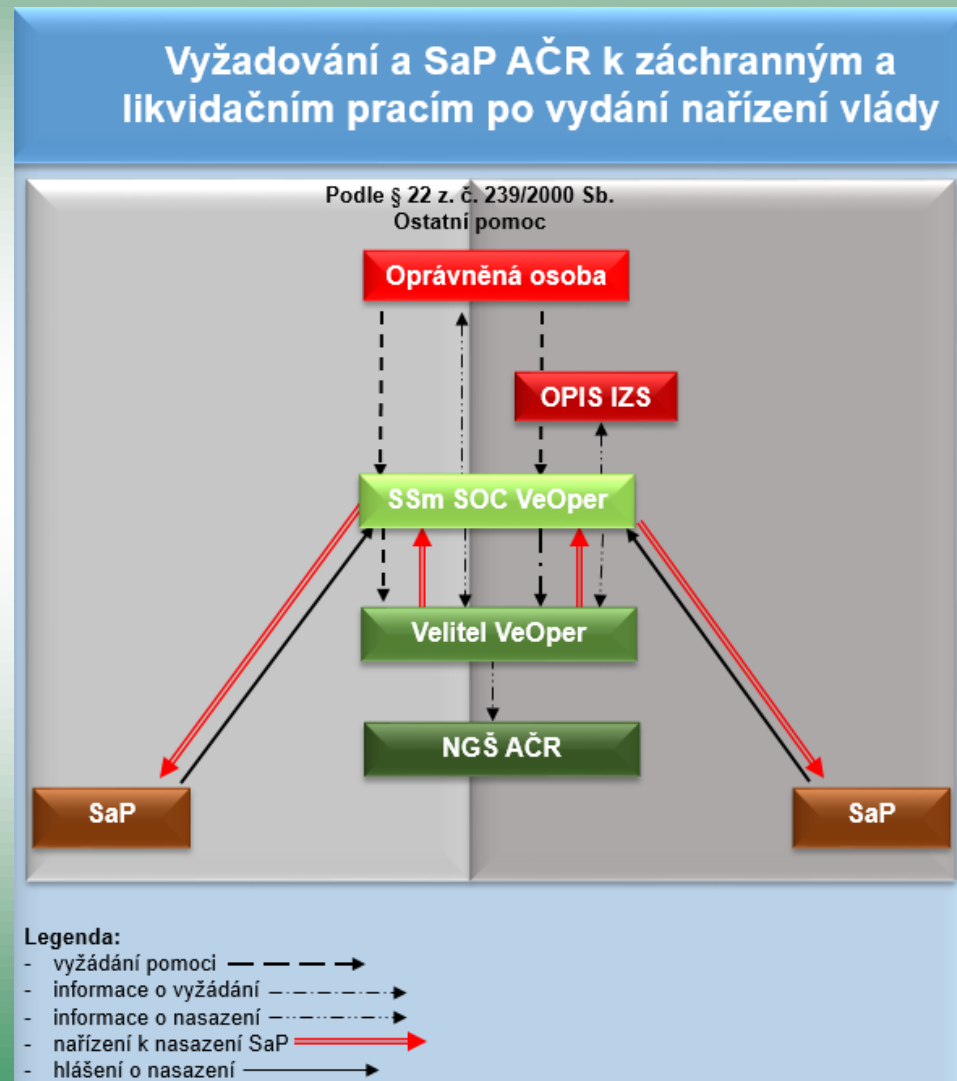 Vyžadování a SaP AČR k záchranným a
likvidačním pracím po vydání nařízení vlády
Podle § 22 z. č. 239/2000 Sb.
Ostatní pomoc
Oprávněná osoba
OPIS IZS
SSm SOC VeOper
Velitel VeOper
NGŠ AČR
SaP
SaP
Legenda:
- vyžádání pomoci
- informace o vyžádání
- informace o nasazení
- nařízení k nasazení SaP
- hlášení o nasazení